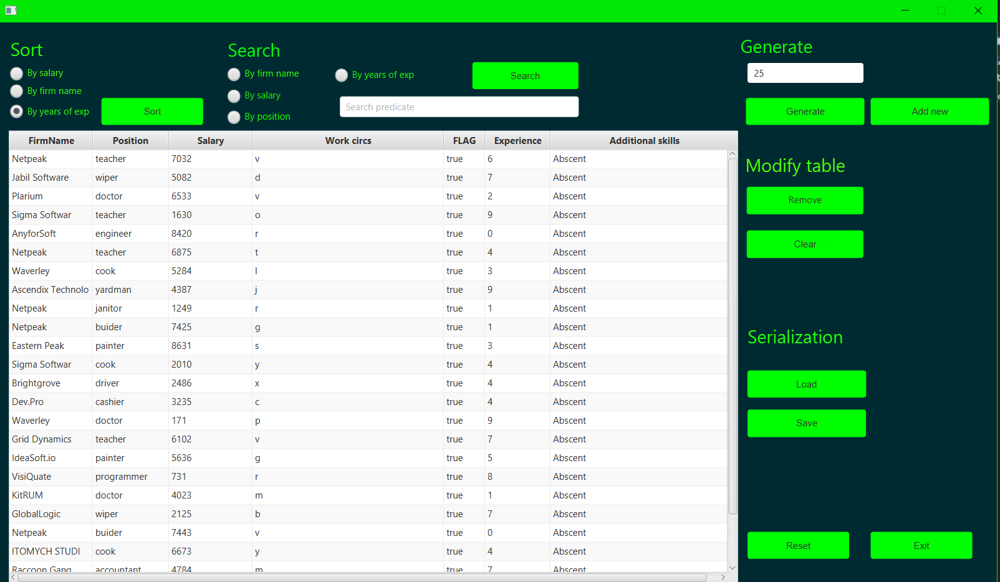 Sort
By salary
By firm name
By years of exp
Sort
Search
By firm name
By salary
By position
By years of exp
Search
Search predicate
Generate
25
Generate Add new
FirmName Position Salary Work circs FLAG Experience Additional skills
Netpeak teacher 7032 v true 6 Abscent
Jabil Software wiper 5082 d true 7 Abscent
Plarium doctor 6533 v true 2 Abscent
Sigma Softwar teacher 1630 o true 9 Abscent
AnyforSoft engineer 8420 r true 0 Abscent
Netpeak teacher 6875 t true 4 Abscent
Waverley cook 5284 l true 3 Abscent
Ascendix Technolo yardman 4387 j true 9 Abscent
Netpeak janitor 1249 r true 1 Abscent
Netpeak buider 7425 g true 1 Abscent
Eastern Peak painter 8631 s true 3 Abscent
Sigma Softwar cook 2010 y true 4 Abscent
Brightgrove driver 2486 x true 4 Abscent
Dev.Pro cashier 3235 c true 4 Abscent
Waverley doctor 171 p true 9 Abscent
Grid Dynamics teacher 6102 v true 7 Abscent
IdeaSoft.io painter 5636 g true 5 Abscent
VisiQuate programmer 731 r true 8 Abscent
KitRUM doctor 4023 m true 1 Abscent
GlobalLogic wiper 2125 b true 7 Abscent
Netpeak buider 7443 v true 0 Abscent
ITOMYCH STUDI cook 6673 y true 4 Abscent
Raccoon Gang accountant 4784 m true 7 Abscent
Modify table
Remove
Clear
Serialization
Load
Save
Reset Exit